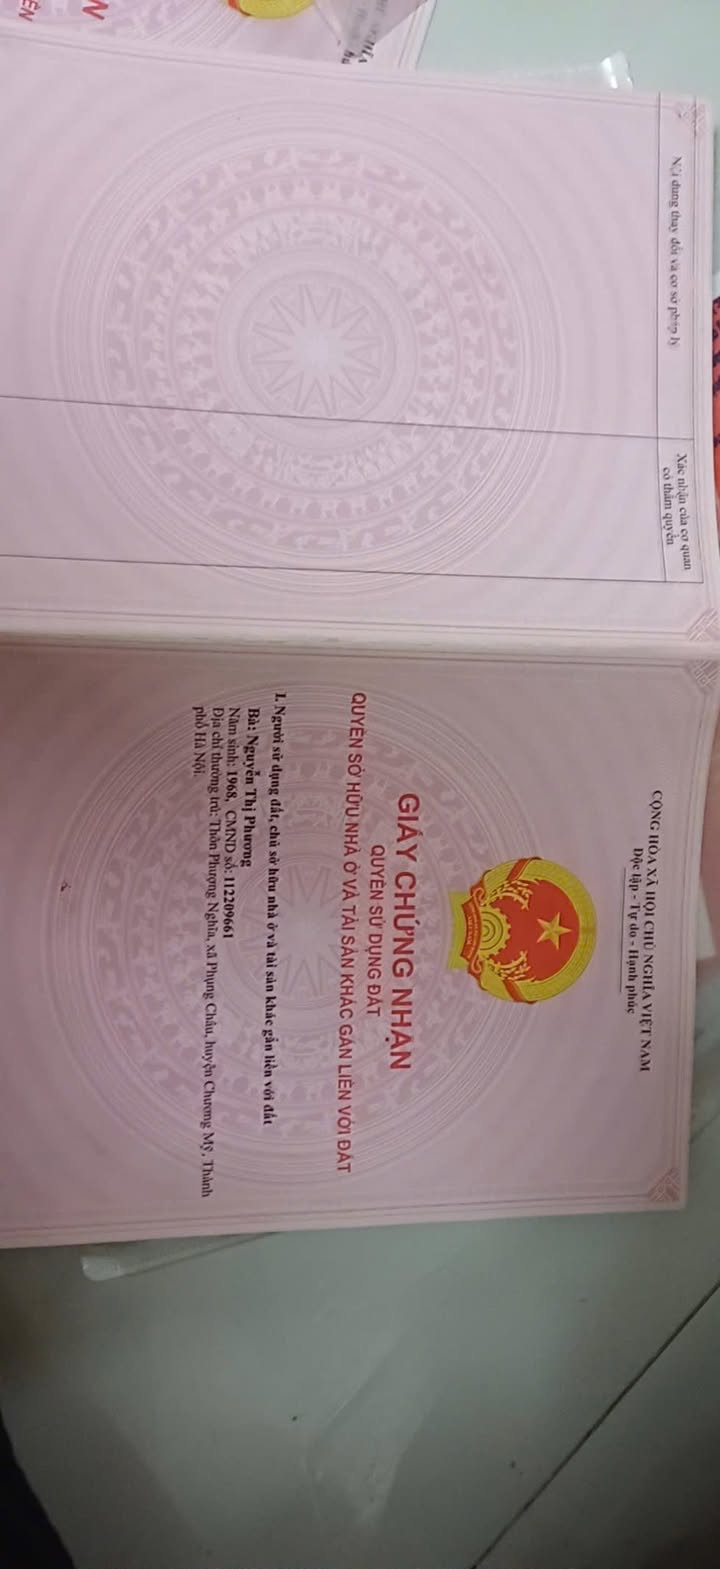 Nội dung thay đổi và cơ sở pháp lý
Xác nhận của cơ quan
có thẩm quyền
CỘNG HÒA XÃ HỘI CHỦ NGHĨA VIỆT NAM
Độc lập - Tự do - Hạnh phúc
GIẤY CHỨNG NHẬN
QUYỀN SỬ DỤNG ĐẤT
QUYỀN SỞ HỮU NHÀ Ở VÀ TÀI SẢN KHÁC GẮN LIỀN VỚI ĐẤT
I. Người sử dụng đất, chủ sở hữu nhà ở và tài sản khác gắn liền với đất
Bà: Nguyễn Thị Phương
Năm sinh: 1968, CMND số: 112209661
Địa chỉ thường trú: Thôn Phượng Nghĩa, xã Phụng Châu, huyện Chương Mỹ, Thành
phố Hà Nội.